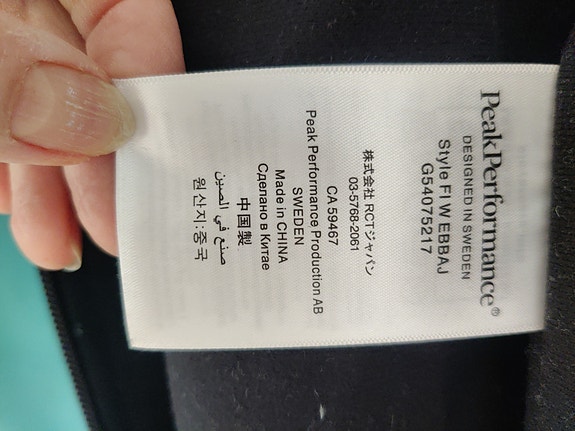 PeakPerformance®
DESIGNED IN SWEDEN
Style FI W EBBAJ
G54075217
株式会社 RCTジャパン
03-5768-2061
CA 59467
Peak Performance Production AB
SWEDEN
Made in CHINA
Сделано в Китае
中国製
صنع في الصين
원산지:중국